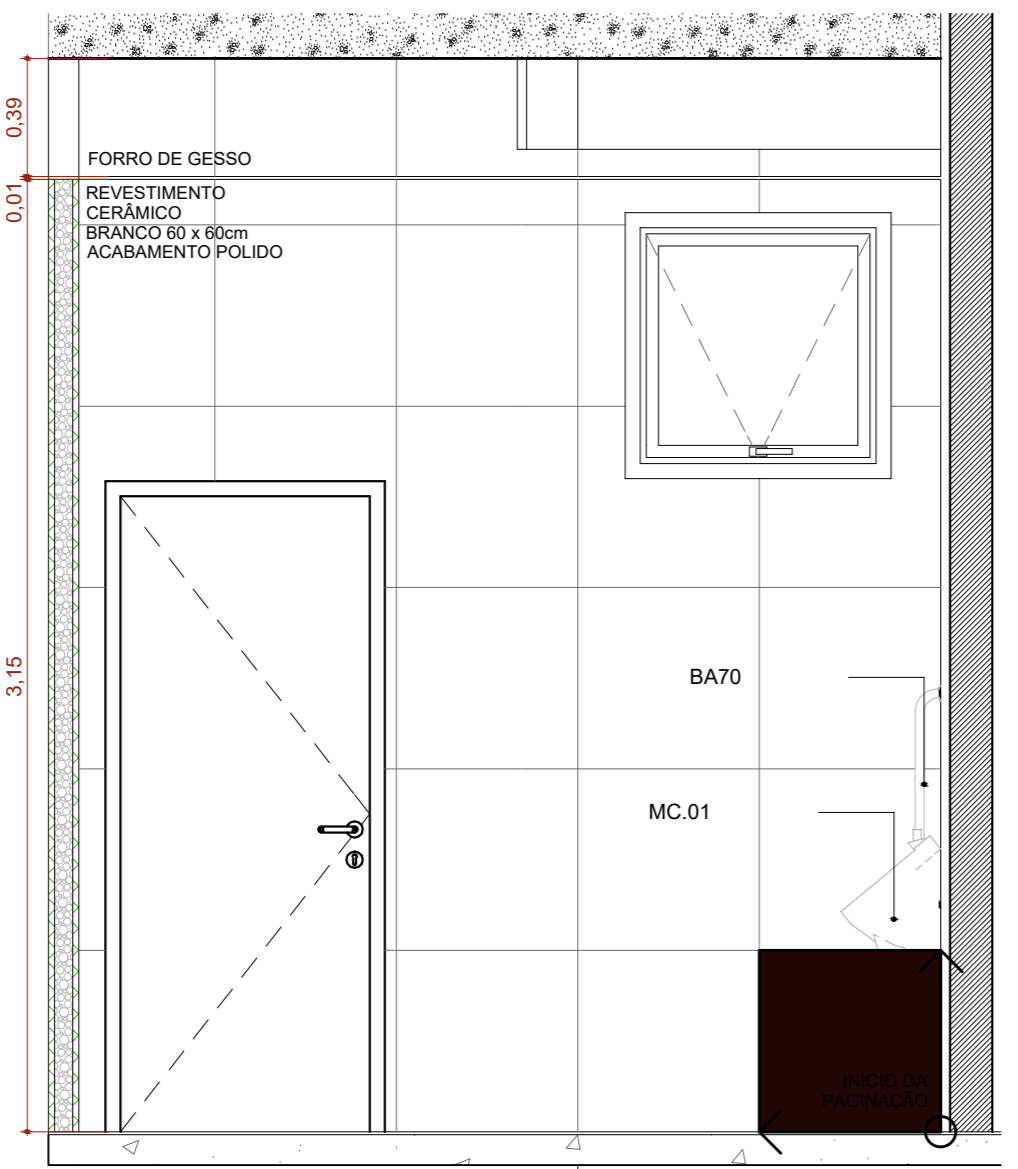 0,39
FORRO DE GESSO
0,01
REVESTIMENTO
CERÂMICO
BRANCO 60 x 60cm
ACABAMENTO POLIDO
3,15
BA70
MC.01
INÍCIO DA
PAGINAÇÃO